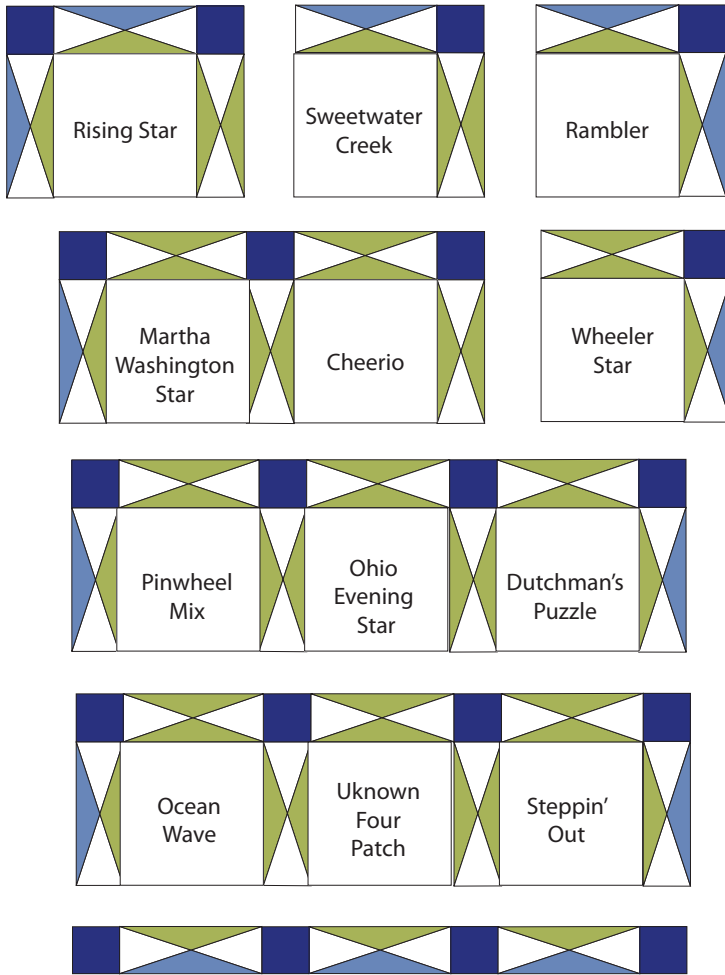 Rising Star
Sweetwater
Creek
Rambler
Martha
Washington
Star
Cheerio
Wheeler
Star
Pinwheel
Mix
Ohio
Evening
Star
Dutchman's
Puzzle
Ocean
Wave
Uknown
Four
Patch
Steppin'
Out